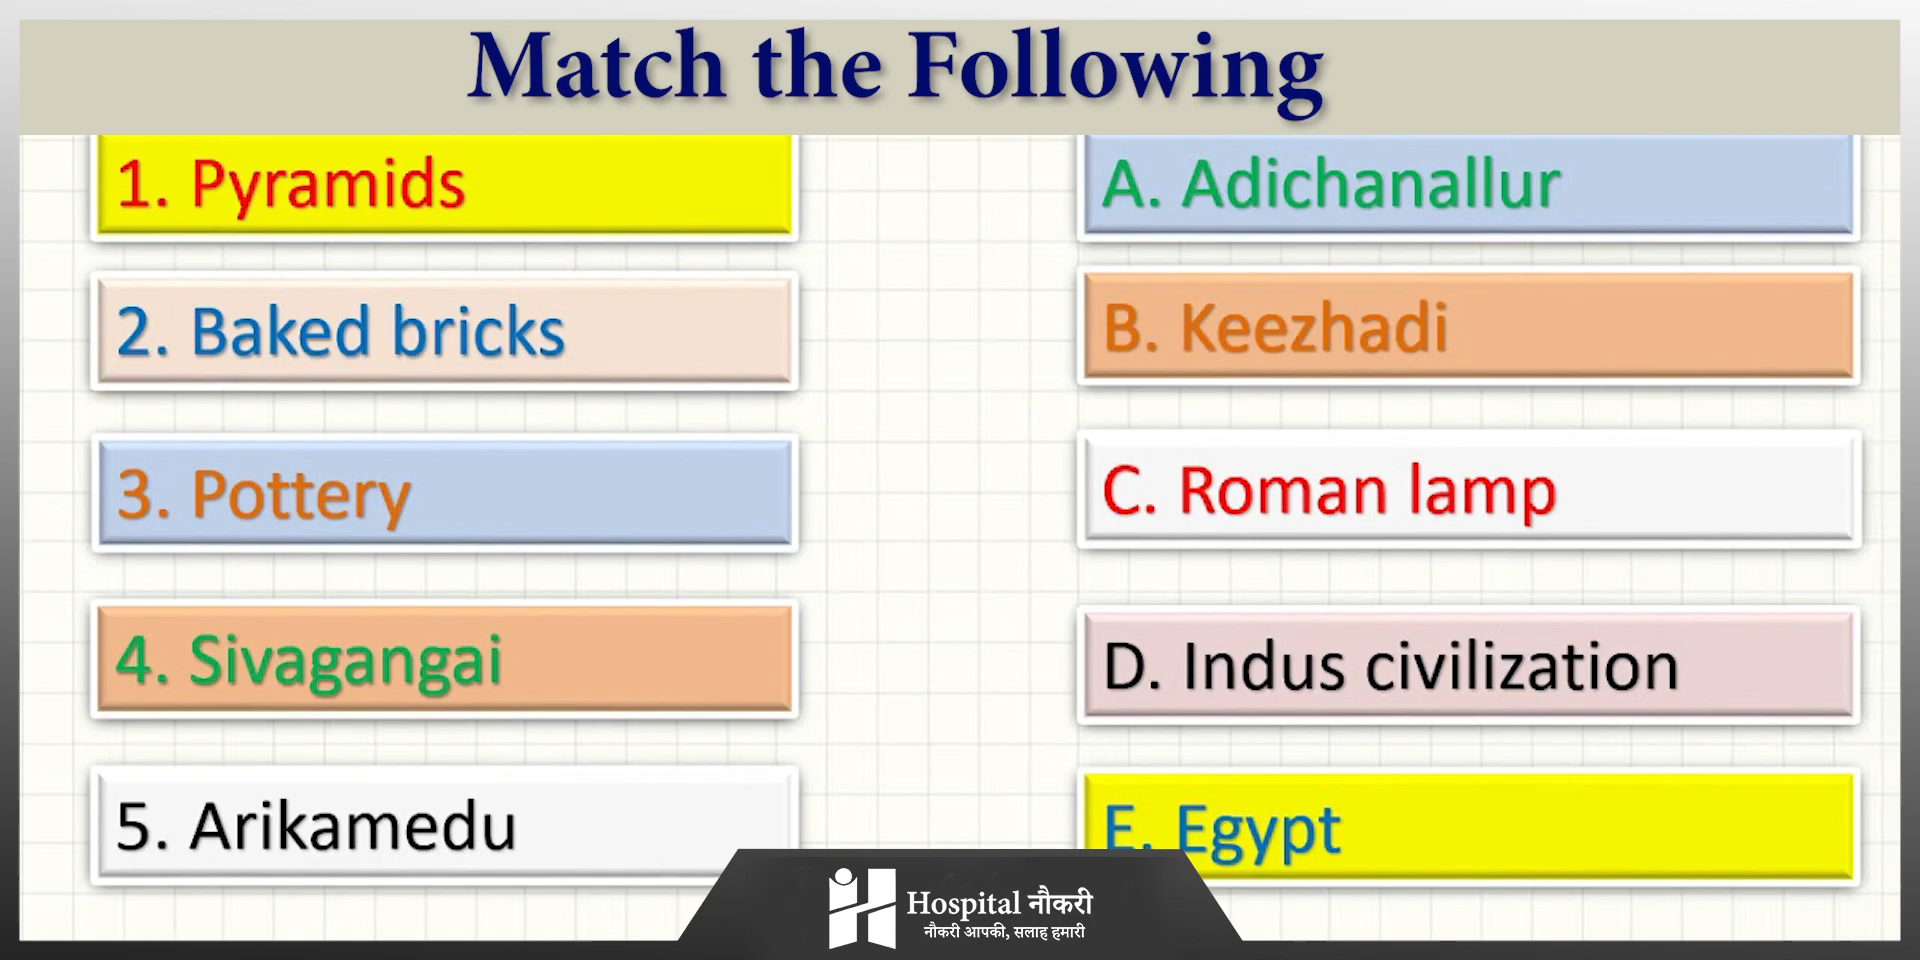 Match the Following
1. Pyramids
A. Adichanallur
2. Baked bricks
B. Keezhadi
3. Pottery
C. Roman lamp
4. Sivagangai
D. Indus civilization
5. Arikamedu
E. Egypt
Hospital नौकरी
नौकरी आपकी, सलाह हमारी